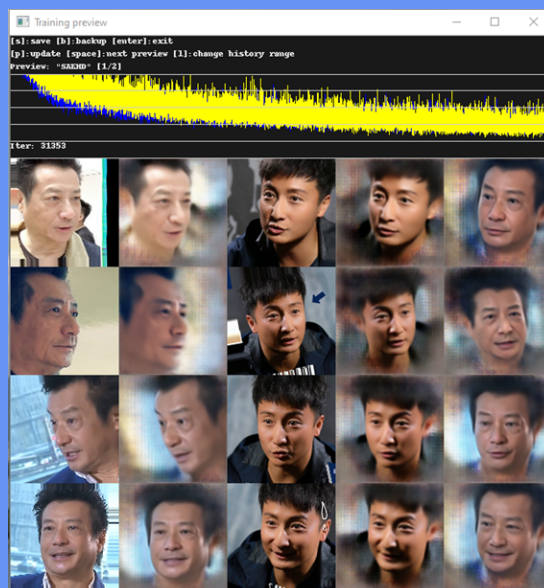 Training preview
[s]:save [b]:backup [enter]:exit
[p]:update [space]:next preview [l]:change history range
Preview: "SAEHD" [1/2]
Iter: 31353